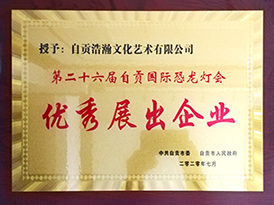 授予：自贡浩瀚文化艺术有限公司
第二十六届自贡国际恐龙灯会
优秀展出企业
中共自贡市委 自贡市人民政府
二〇二〇年七月